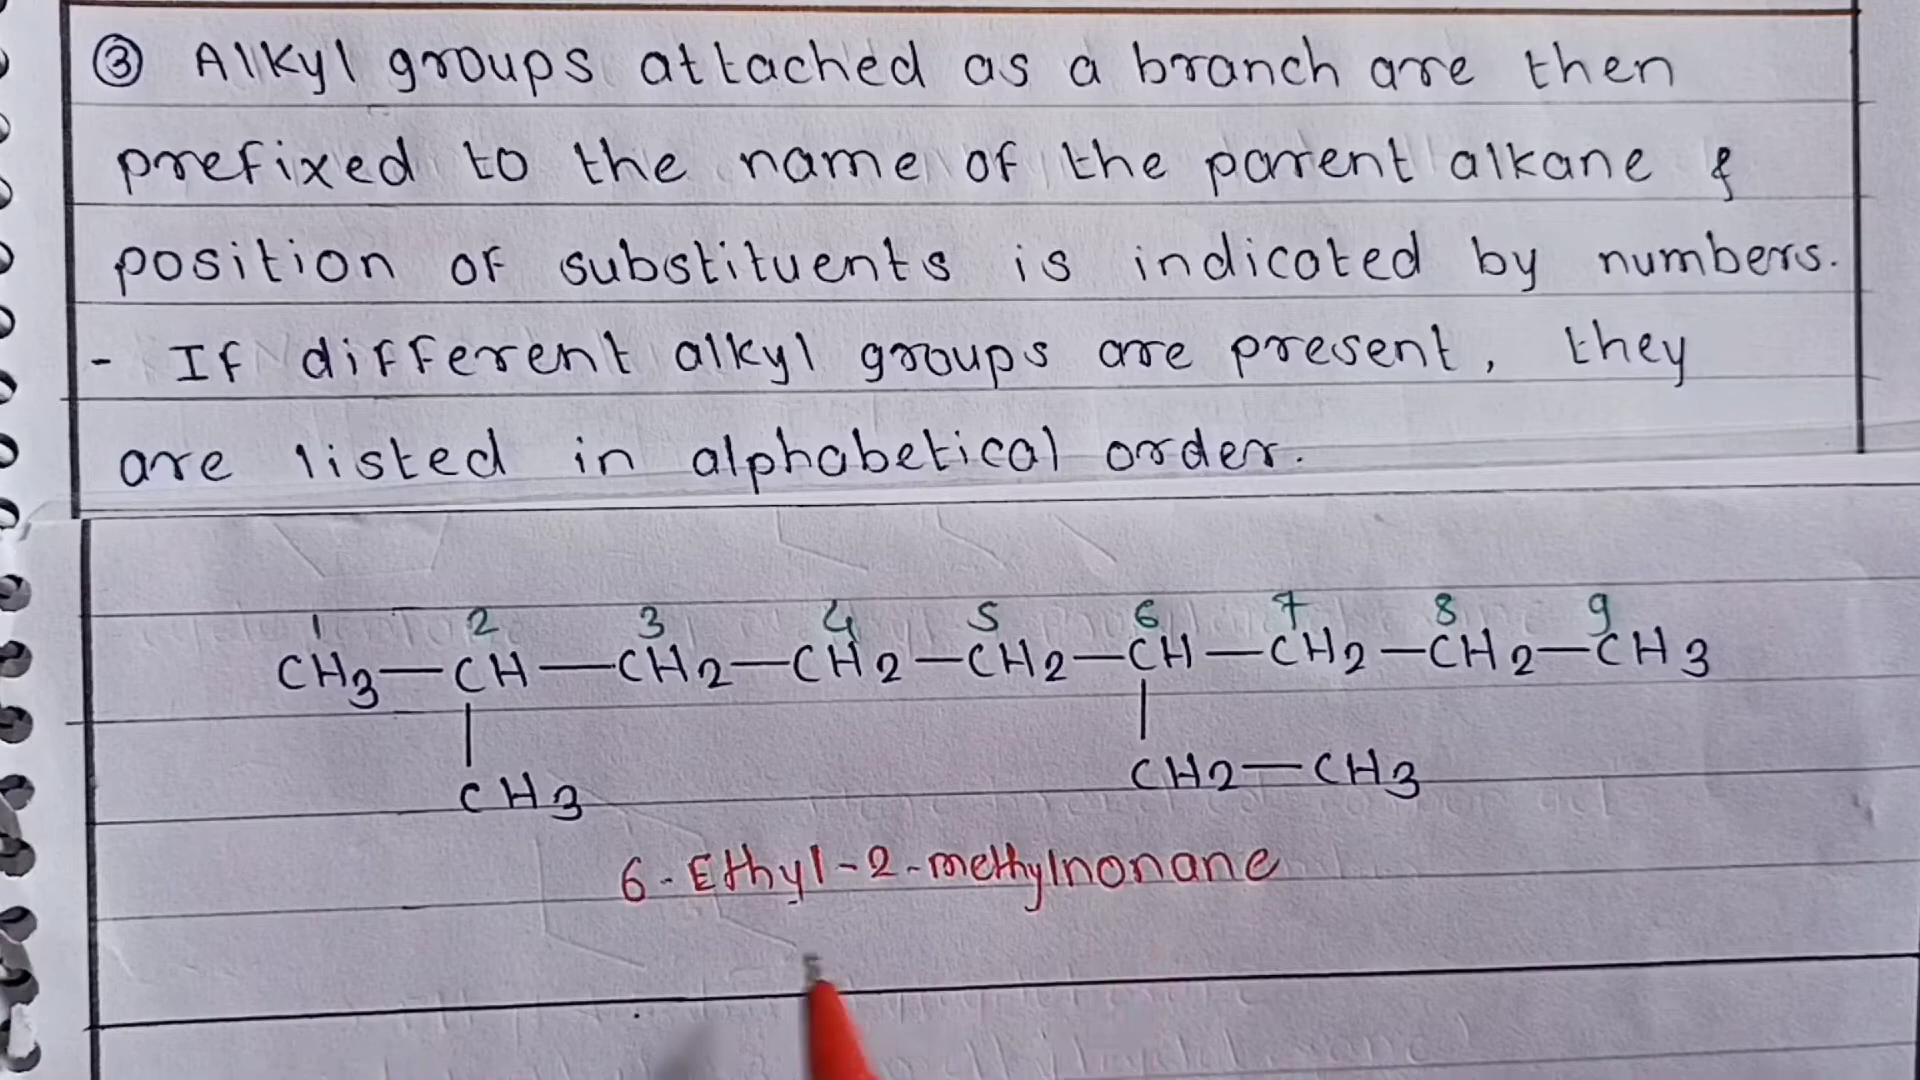 ③ Alkyl groups attached as a branch are then
prefixed to the name of the parent alkane &
position of substituents is indicated by numbers.
- If different alkyl groups are present, they
are listed in alphabetical order.
1 2 3 4 5 6 7 8 9
CH3—CH—CH2—CH2—CH2—CH—CH2—CH2—CH3
| |
CH3 CH2—CH3
6-Ethyl-2-methylnonane